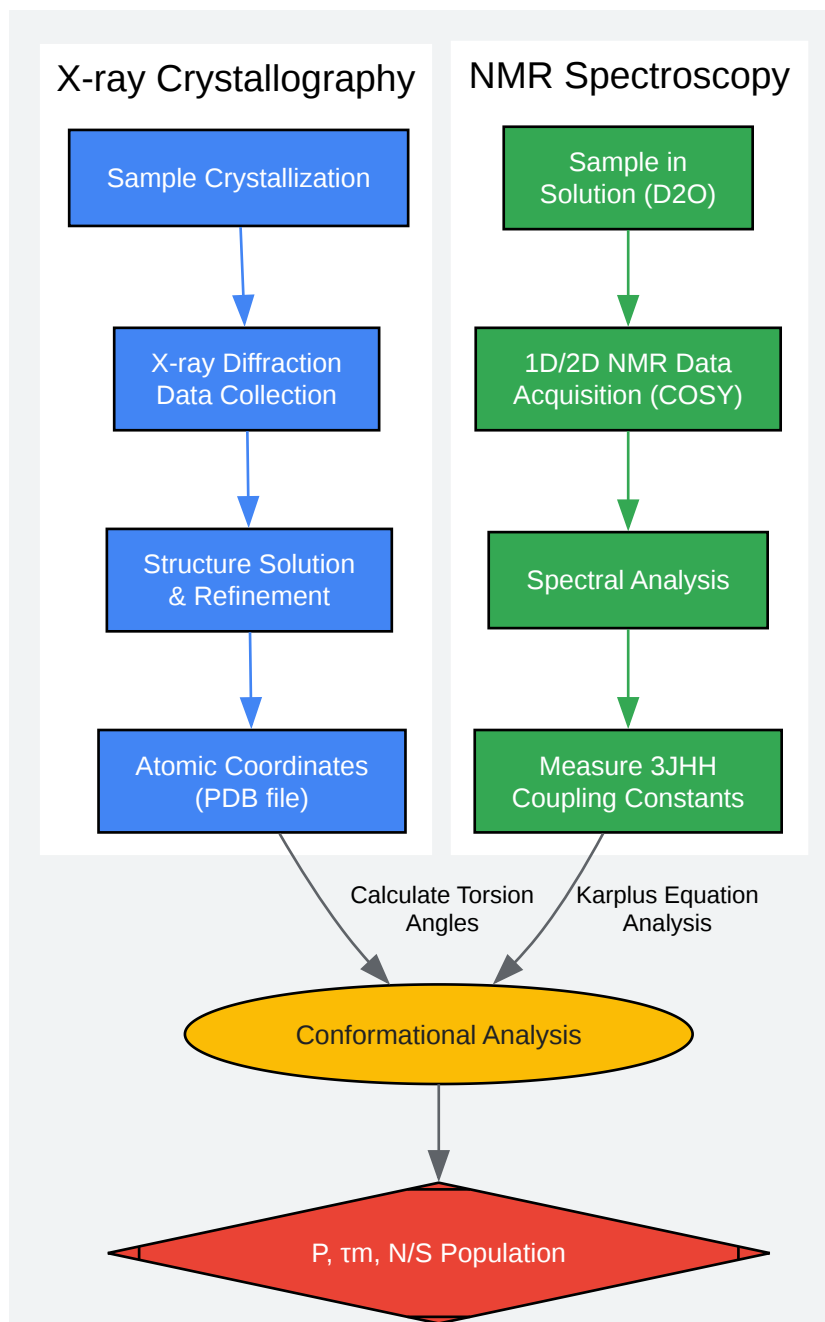 X-ray Crystallography
Sample Crystallization
X-ray Diffraction
Data Collection
Structure Solution
& Refinement
Atomic Coordinates
(PDB file)
NMR Spectroscopy
Sample in
Solution (D2O)
1D/2D NMR Data
Acquisition (COSY)
Spectral Analysis
Measure 3JHH
Coupling Constants
Calculate Torsion
Angles
Karplus Equation
Analysis
Conformational Analysis
P, τm, N/S Population